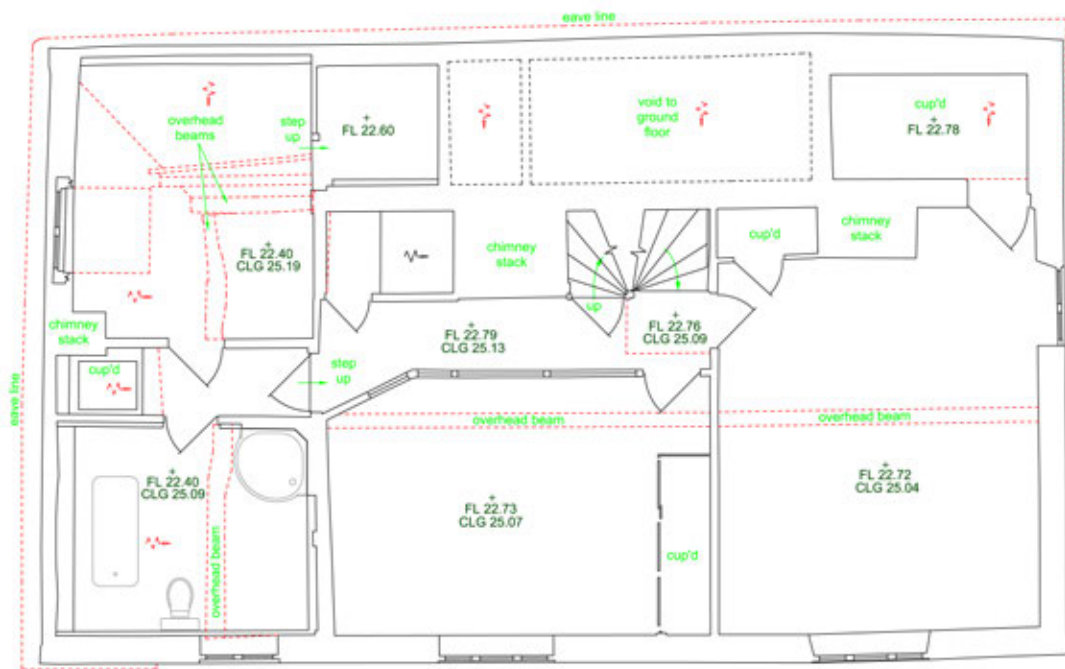 eave line
overhead
beams
step
up
FL 22.60
void to
ground
floor
cup'd
FL 22.78
FL 22.40
CLG 25.19
chimney
stack
cup'd
chimney
stack
up
chimney
stack
cup'd
step
up
FL 22.79
CLG 25.13
FL 22.76
CLG 25.09
eave line
overhead beam
overhead beam
FL 22.40
CLG 25.09
overhead beam
FL 22.73
CLG 25.07
cup'd
FL 22.72
CLG 25.04